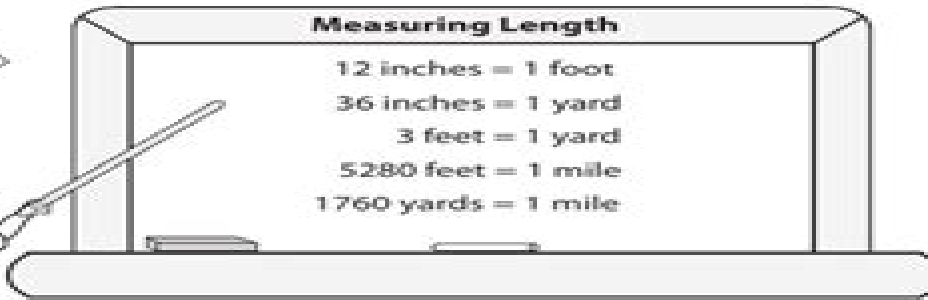 Measuring Length
12 inches = 1 foot
36 inches = 1 yard
3 feet = 1 yard
5280 feet = 1 mile
1760 yards = 1 mile